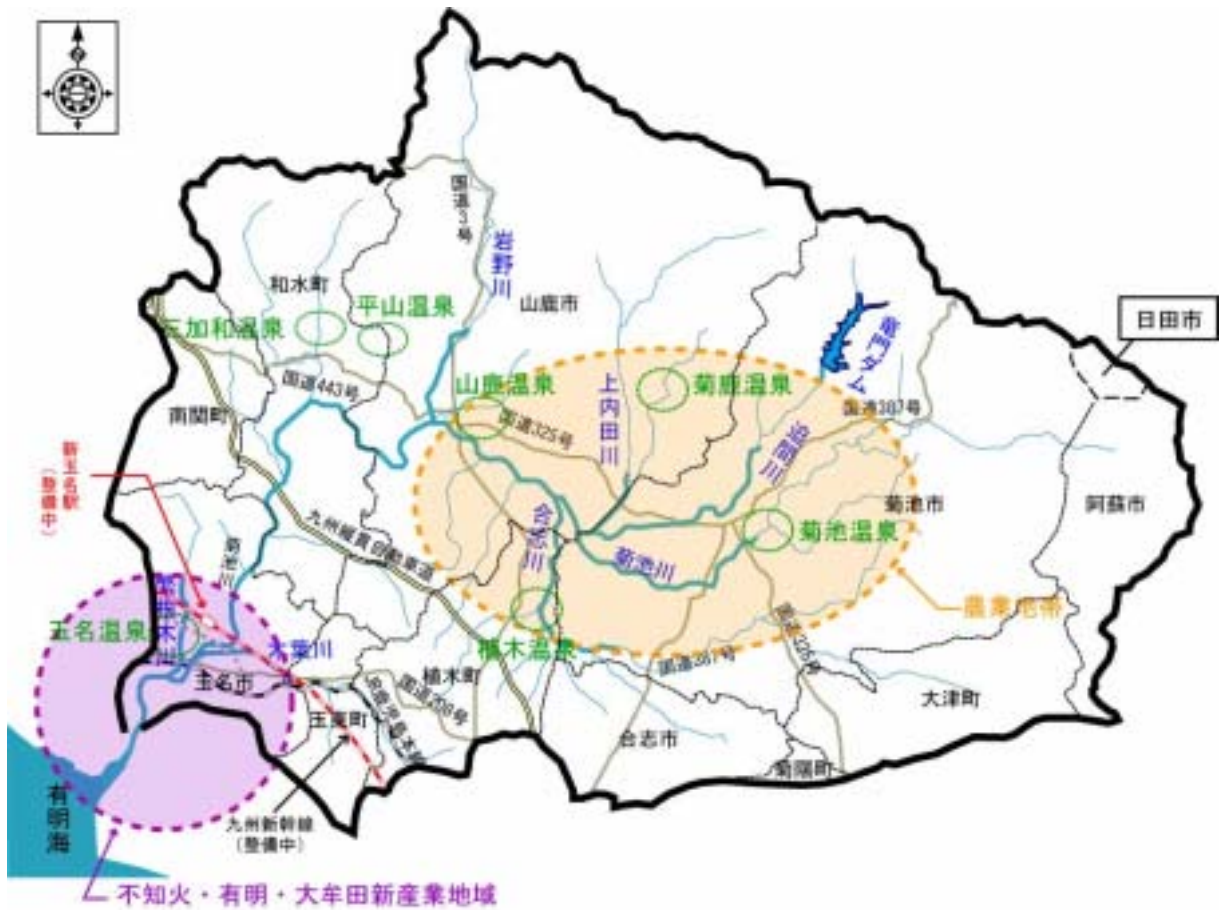 国道3号
岩野川
和水町
平山温泉
山鹿市
三加和温泉
日田市
竜門ダム
国道443号
山鹿温泉
菊鹿温泉
上内田川
国道387号
南関町
国道325号
迫間川
新玉名駅
(整備中)
菊池市
阿蘇市
九州縦貫自動車道
合志川
菊池温泉
菊池川
農業地帯
玉名温泉
木葉川
植木温泉
国道387号
国道325号
玉名市
植木町
国道208号
大津町
玉東町
合志市
菊陽町
有明海
九州新幹線
(整備中)
不知火・有明・大牟田新産業地域